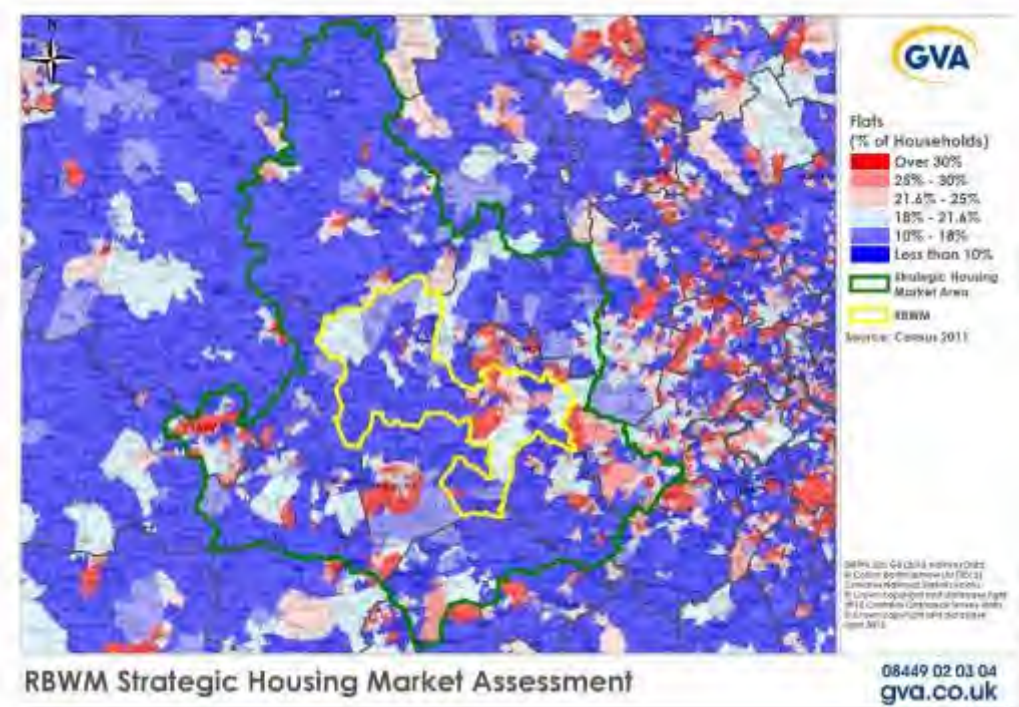 N
GVA
Flats
(% of Households)
Over 30%
25% - 30%
21.6% - 25%
18% - 21.6%
10% - 18%
Less than 10%
Strategic Housing
Market Area
RBWM
Source: Census 2011
RBWM Strategic Housing Market Assessment
08449 02 03 04
gva.co.uk